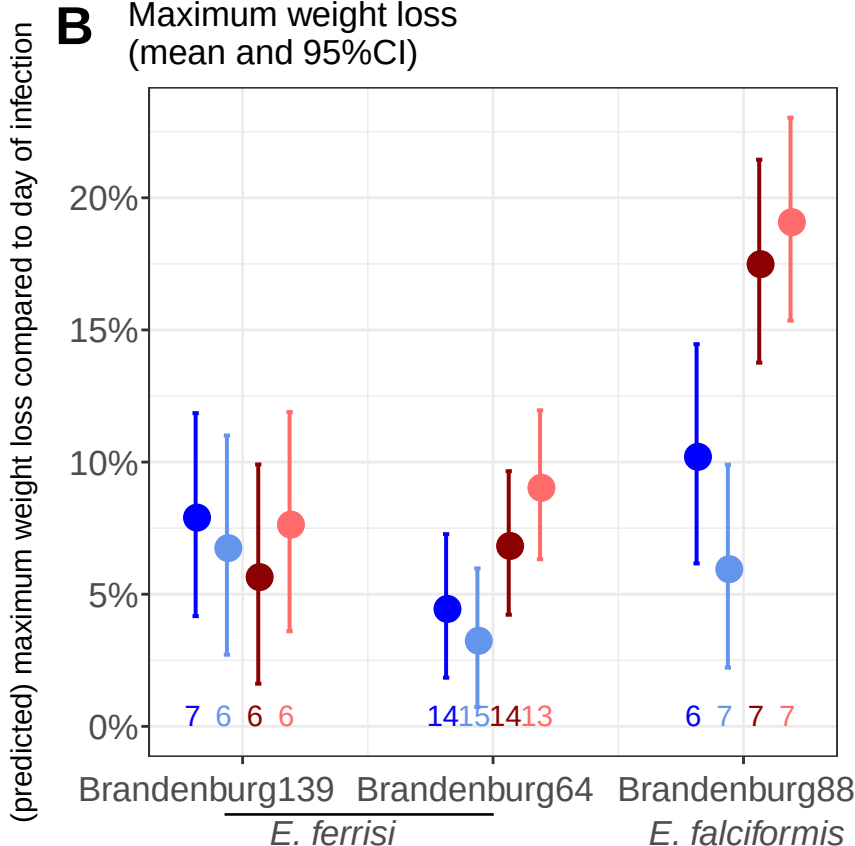 B
Maximum weight loss
(mean and 95%CI)
(predicted) maximum weight loss compared to day of infection
20%
15%
10%
5%
0%
7 6 6 6 14 15 14 13 6 7 7 7
Brandenburg139 Brandenburg64 Brandenburg88
E. ferrisi E. falciformis